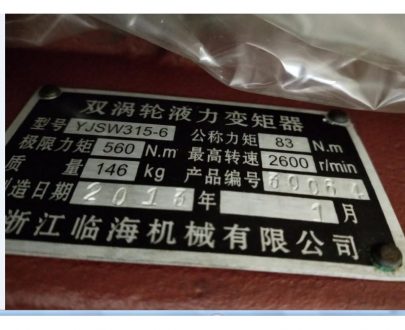 双涡轮液力变矩器
型号 YJSW315-6 公称力矩 83 N.m
极限力矩 560 N.m 最高转速 2600 r/min
质量 146 kg 产品编号
制造日期 2018 年 1 月
浙江临海机械有限公司